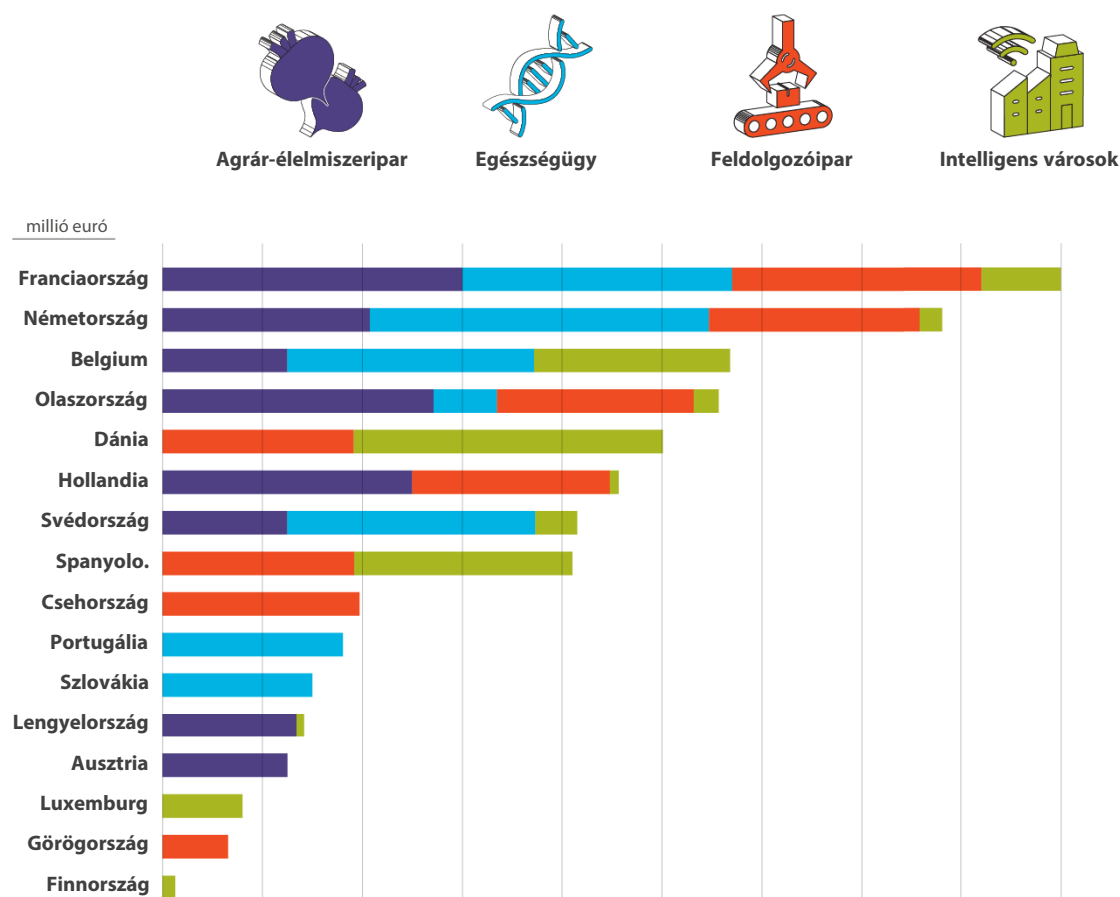 Agrár-élelmiszeripar
Egészségügy
Feldolgozóipar
Intelligens városok
millió euró
Franciaország
Németország
Belgium
Olaszország
Dánia
Hollandia
Svédország
Spanyolo.
Csehország
Portugália
Szlovákia
Lengyelország
Ausztria
Luxemburg
Görögország
Finnország